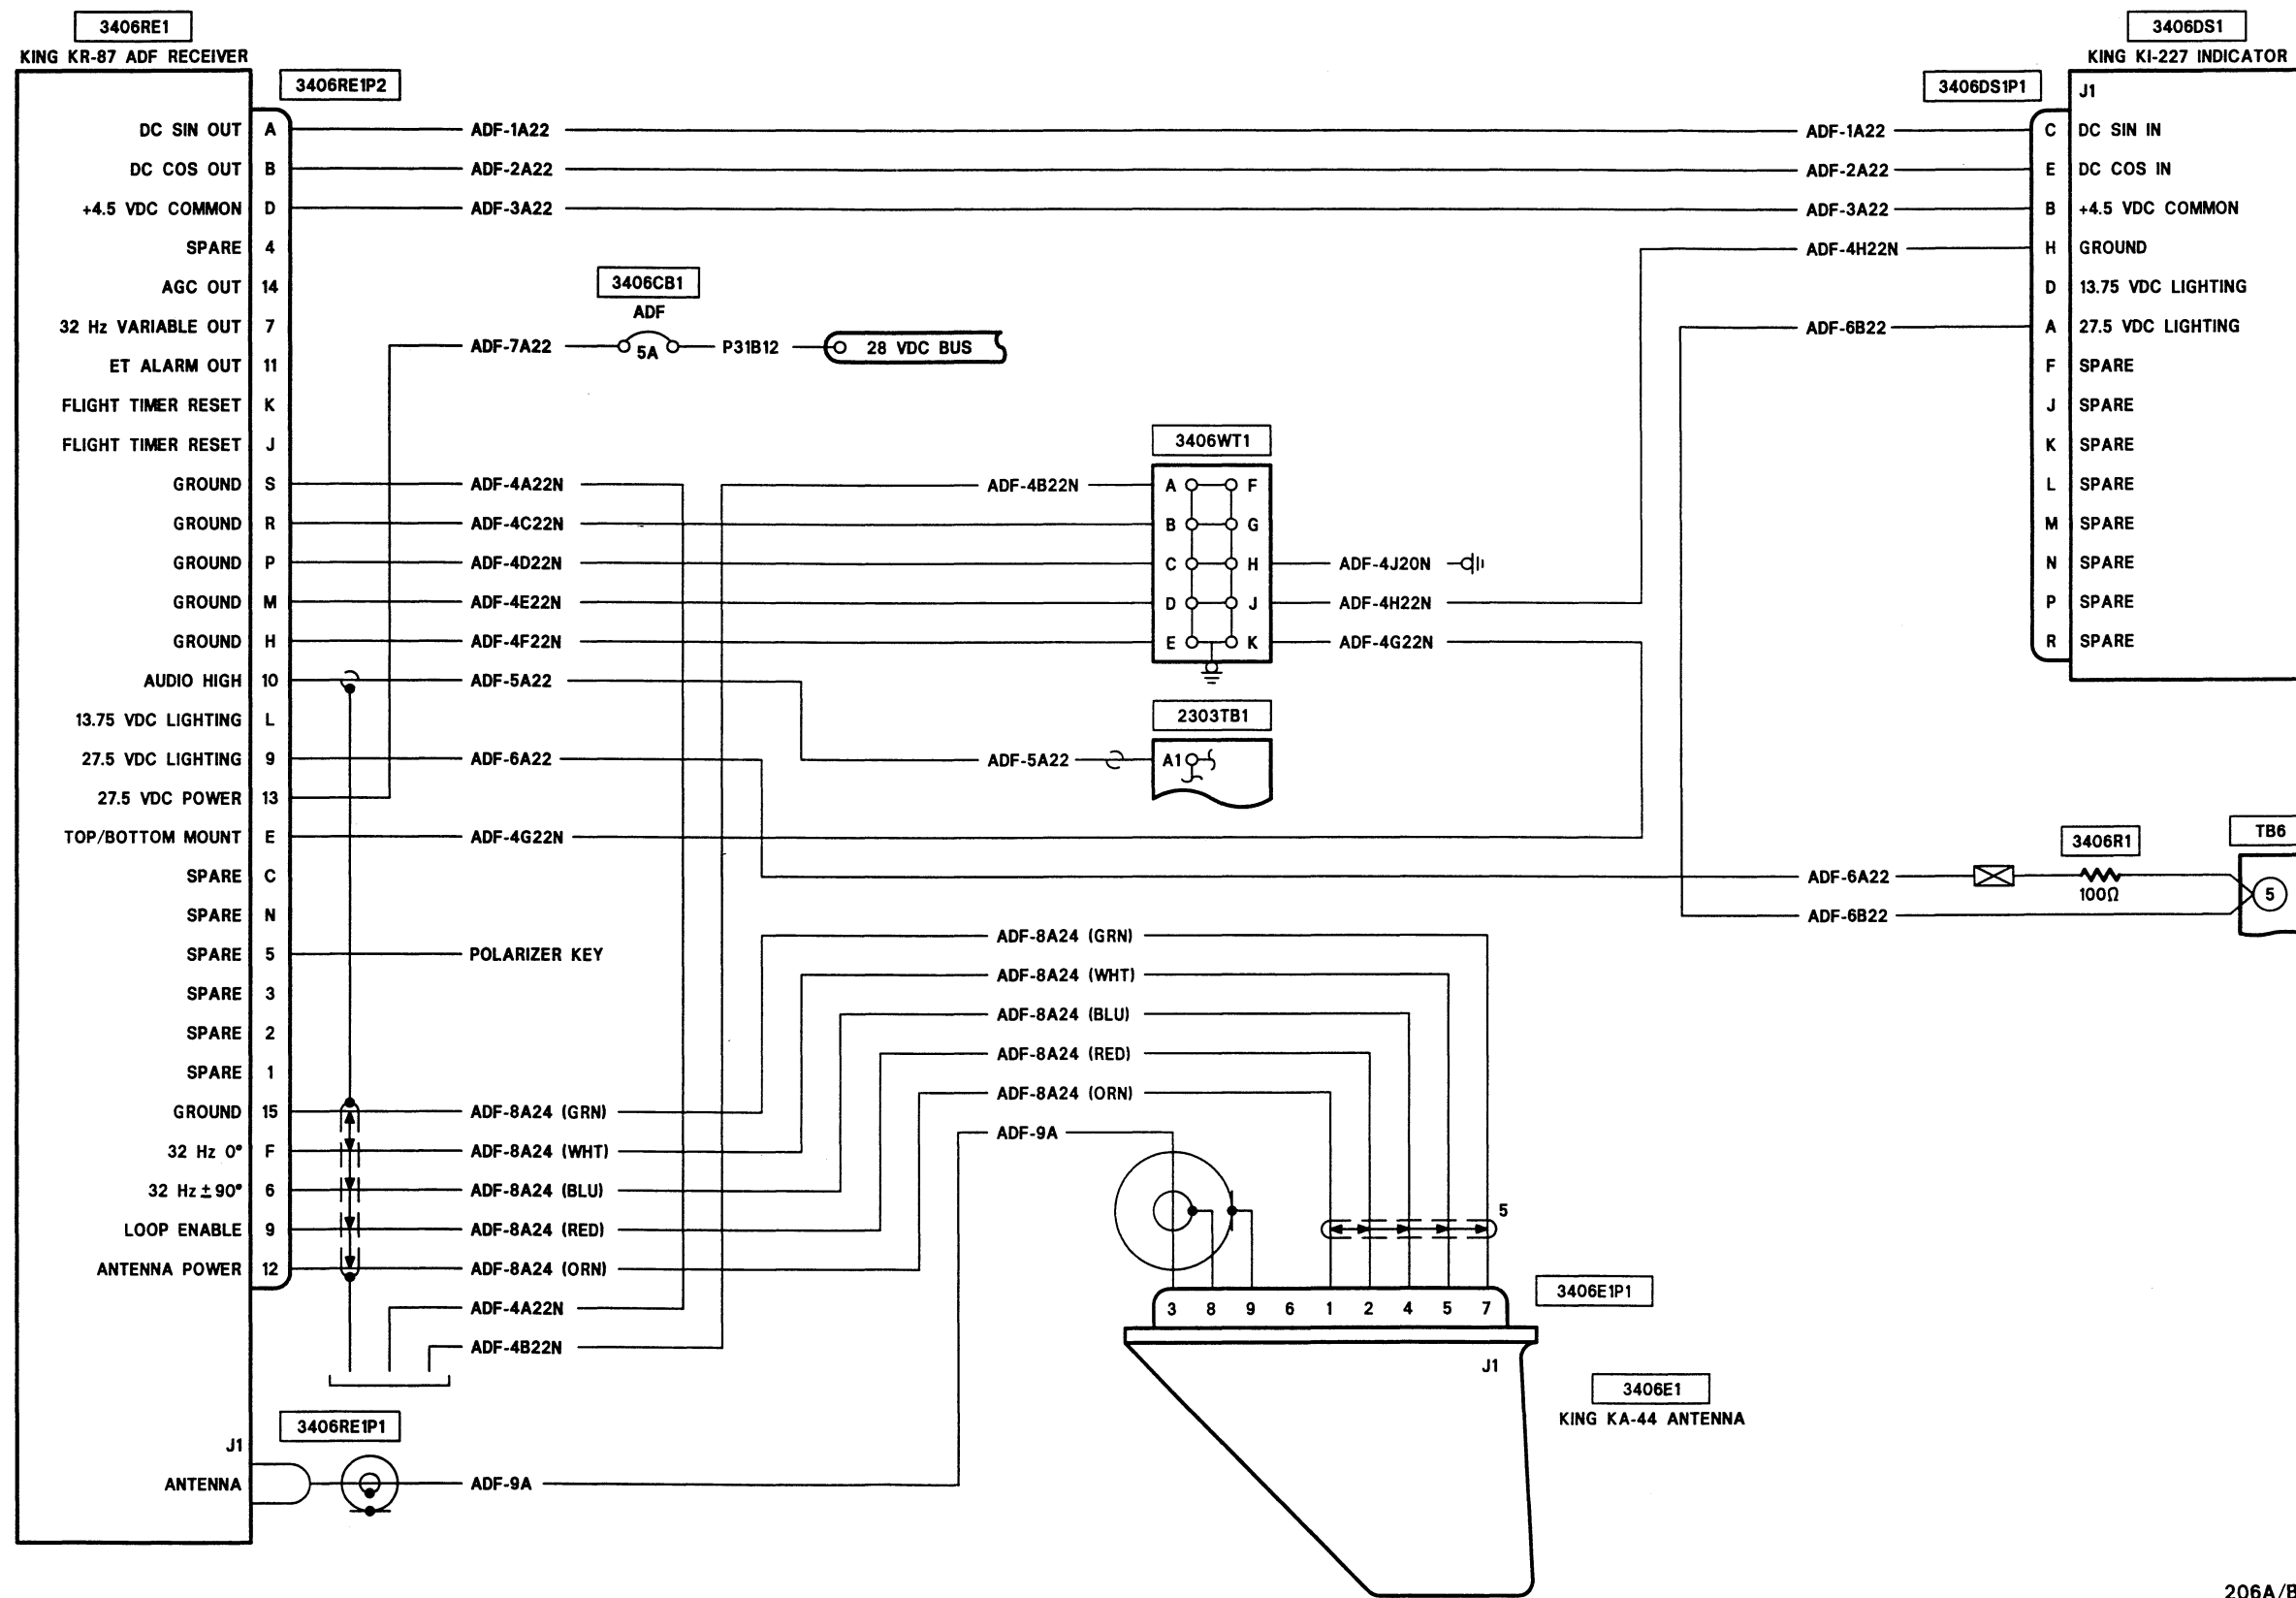 3406RE1
KING KR-87 ADF RECEIVER
3406RE1P2
DC SIN OUT A ADF-1A22
DC COS OUT B ADF-2A22
+4.5 VDC COMMON D ADF-3A22
SPARE 4
AGC OUT 14
32 Hz VARIABLE OUT 7
ET ALARM OUT 11
FLIGHT TIMER RESET K
FLIGHT TIMER RESET J
GROUND S ADF-4A22N
GROUND R ADF-4C22N
GROUND P ADF-4D22N
GROUND M ADF-4E22N
GROUND H ADF-4F22N
AUDIO HIGH 10 ADF-5A22
13.75 VDC LIGHTING L
27.5 VDC LIGHTING 9 ADF-6A22
27.5 VDC POWER 13
TOP/BOTTOM MOUNT E ADF-4G22N
SPARE C
SPARE N
SPARE 5 POLARIZER KEY
SPARE 3
SPARE 2
SPARE 1
GROUND 15 ADF-8A24 (GRN)
32 Hz 0° F ADF-8A24 (WHT)
32 Hz ±90° 6 ADF-8A24 (BLU)
LOOP ENABLE 9 ADF-8A24 (RED)
ANTENNA POWER 12 ADF-8A24 (ORN)
ADF-4A22N
ADF-4B22N
3406RE1P1
J1
ANTENNA ADF-9A
3406CB1
ADF
ADF-7A22 5A P31B12 28 VDC BUS
3406WT1
ADF-4B22N A F
B G
C H ADF-4J20N
D J ADF-4H22N
E K ADF-4G22N
2303TB1
ADF-5A22 A1
ADF-8A24 (GRN)
ADF-8A24 (WHT)
ADF-8A24 (BLU)
ADF-8A24 (RED)
ADF-8A24 (ORN)
ADF-9A
5
3406E1P1
3 8 9 6 1 2 4 5 7
J1
3406E1
KING KA-44 ANTENNA
3406DS1
KING KI-227 INDICATOR
3406DS1P1
J1
ADF-1A22 C DC SIN IN
ADF-2A22 E DC COS IN
ADF-3A22 B +4.5 VDC COMMON
ADF-4H22N H GROUND
D 13.75 VDC LIGHTING
ADF-6B22 A 27.5 VDC LIGHTING
F SPARE
J SPARE
K SPARE
L SPARE
M SPARE
N SPARE
P SPARE
R SPARE
3406R1
TB6
ADF-6A22 100Ω 5
ADF-6B22
206A/B